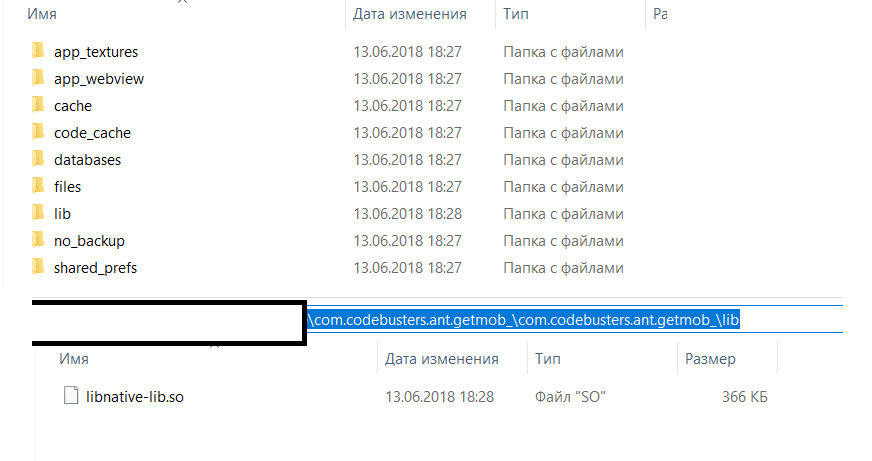 Имя Дата изменения Тип Ра
app_textures 13.06.2018 18:27 Папка с файлами
app_webview 13.06.2018 18:27 Папка с файлами
cache 13.06.2018 18:27 Папка с файлами
code_cache 13.06.2018 18:27 Папка с файлами
databases 13.06.2018 18:27 Папка с файлами
files 13.06.2018 18:27 Папка с файлами
lib 13.06.2018 18:28 Папка с файлами
no_backup 13.06.2018 18:27 Папка с файлами
shared_prefs 13.06.2018 18:27 Папка с файлами
\com.codebusters.ant.getmob_\com.codebusters.ant.getmob_\lib
Имя Дата изменения Тип Размер
libnative-lib.so 13.06.2018 18:28 Файл "SO" 366 КБ